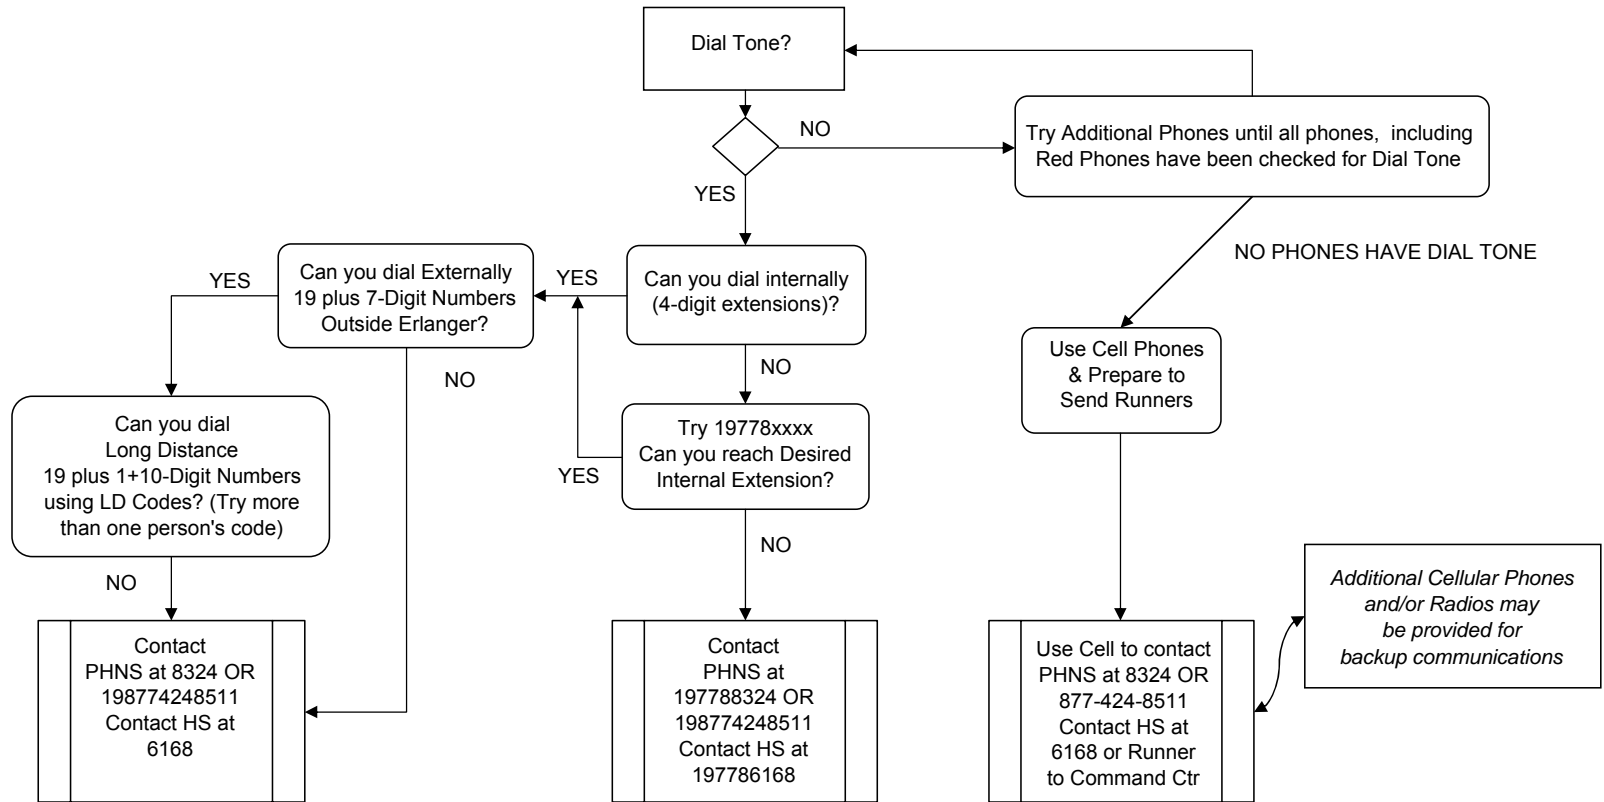 Dial Tone?
NO
Try Additional Phones until all phones, including
Red Phones have been checked for Dial Tone
YES
NO PHONES HAVE DIAL TONE
Can you dial internally
(4-digit extensions)?
YES
Can you dial Externally
19 plus 7-Digit Numbers
Outside Erlanger?
YES
NO
NO
Use Cell Phones
& Prepare to
Send Runners
Can you dial
Long Distance
19 plus 1+10-Digit Numbers
using LD Codes? (Try more
than one person's code)
Try 19778xxxx
Can you reach Desired
Internal Extension?
YES
NO
NO
Additional Cellular Phones
and/or Radios may
be provided for
backup communications
Contact
PHNS at 8324 OR
198774248511
Contact HS at
6168
Contact
PHNS at
197788324 OR
198774248511
Contact HS at
197786168
Use Cell to contact
PHNS at 8324 OR
877-424-8511
Contact HS at
6168 or Runner
to Command Ctr